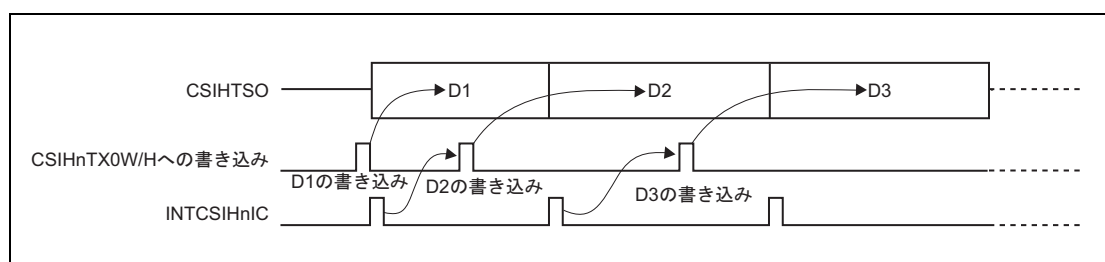 CSIHTSO
D1
D2
D3
CSIHnTX0W/Hへの書き込み
D1の書き込み
D2の書き込み
D3の書き込み
INTCSIHnIC